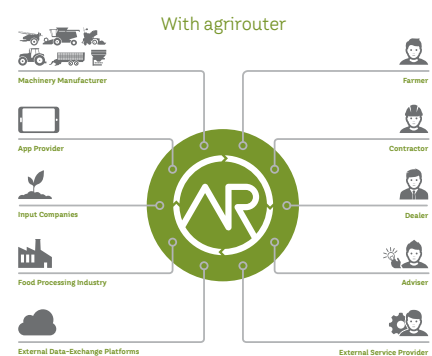 With agrirouter
Machinery Manufacturer
Farmer
App Provider
Contractor
Input Companies
AR
Dealer
Food Processing Industry
Adviser
External Data-Exchange Platforms
External Service Provider